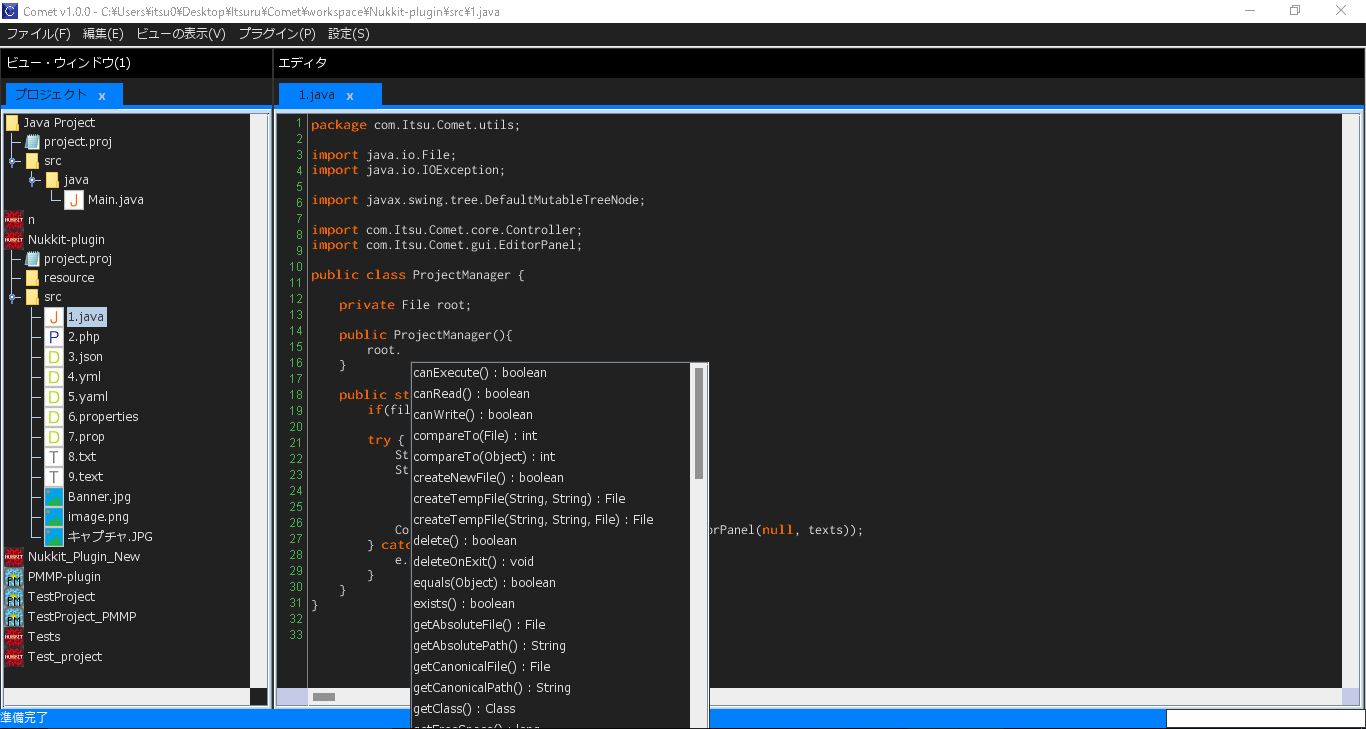 Comet v1.0.0 - C:¥Users¥itsu0¥Desktop¥Itsuru¥Comet¥workspace¥Nukkit-plugin¥src¥1.java
ファイル(F) 編集(E) ビューの表示(V) プラグイン(P) 設定(S)
ビュー・ウィンドウ(1)
プロジェクト x
Java Project
project.proj
src
java
J Main.java
NUKKIT n
NUKKIT Nukkit-plugin
project.proj
resource
src
J 1.java
P 2.php
D 3.json
D 4.yml
D 5.yaml
D 6.properties
D 7.prop
T 8.txt
T 9.text
Banner.jpg
image.png
キャプチャ.JPG
NUKKIT Nukkit_Plugin_New
PM PMMP-plugin
PM TestProject
PM TestProject_PMMP
NUKKIT Tests
NUKKIT Test_project
エディタ
1.java x
1 package com.Itsu.Comet.utils;
2
3 import java.io.File;
4 import java.io.IOException;
5
6 import javax.swing.tree.DefaultMutableTreeNode;
7
8 import com.Itsu.Comet.core.Controller;
9 import com.Itsu.Comet.gui.EditorPanel;
10
11 public class ProjectManager {
12
13 private File root;
14
15 public ProjectManager(){
16 root.
17 }
18
19 public st
20 if(fil
21
22 try {
23 St
24 St
25
26
27
28 Co rPanel(null, texts));
29 } catc
30 e.
31 }
32 }
33 }
canExecute() : boolean
canRead() : boolean
canWrite() : boolean
compareTo(File) : int
compareTo(Object) : int
createNewFile() : boolean
createTempFile(String, String) : File
createTempFile(String, String, File) : File
delete() : boolean
deleteOnExit() : void
equals(Object) : boolean
exists() : boolean
getAbsoluteFile() : File
getAbsolutePath() : String
getCanonicalFile() : File
getCanonicalPath() : String
getClass() : Class
getFreeSpace() : long
準備完了